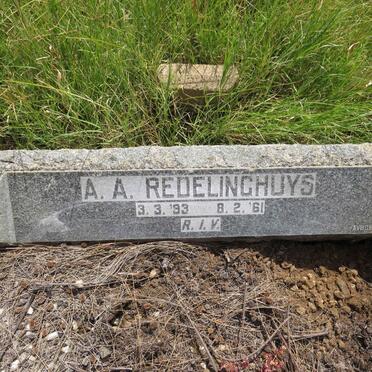 A. A. REDELINGHUYS
3. 3. '93 8. 2. '61
R. I. V.